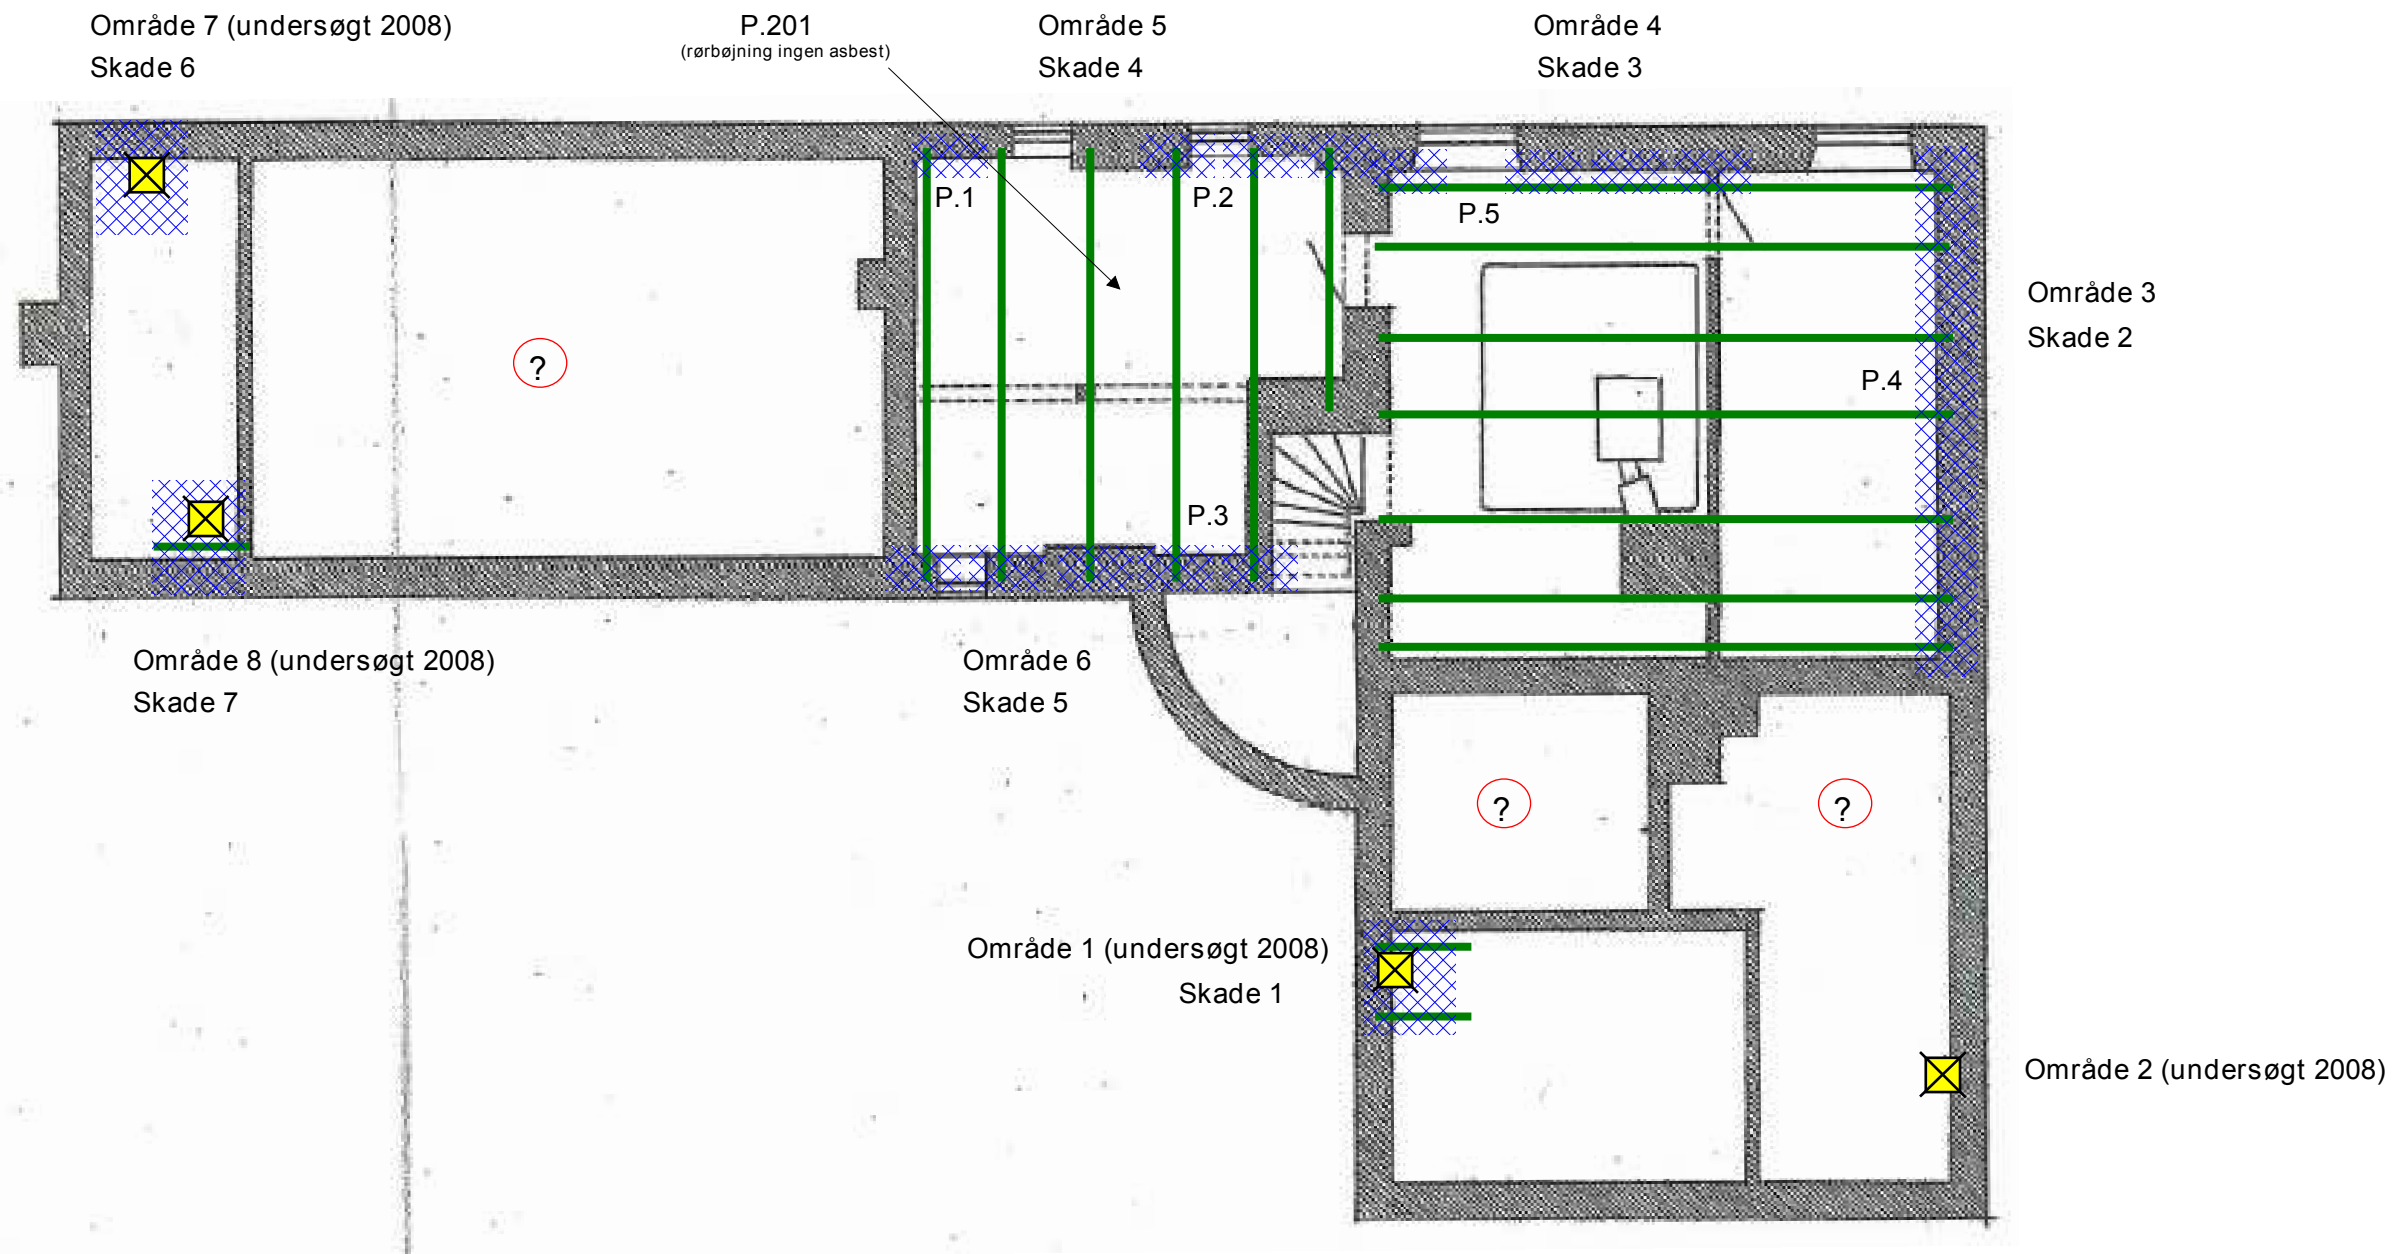 Område 7 (undersøgt 2008)
Skade 6
P.201
(rørbøjning ingen asbest)
Område 5
Skade 4
Område 4
Skade 3
P.1
P.2
P.5
Område 3
Skade 2
?
P.4
P.3
Område 8 (undersøgt 2008)
Skade 7
Område 6
Skade 5
?
?
Område 1 (undersøgt 2008)
Skade 1
Område 2 (undersøgt 2008)